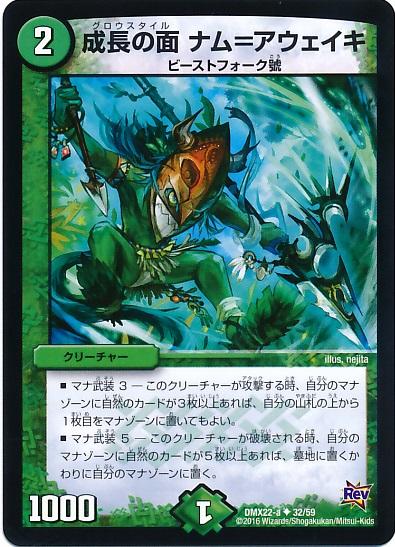 2
グロウスタイル
成長の面 ナム=アウェイキ
ビーストフォーク號
ごう
クリーチャー
illus. nejita
■ マナ武装 3 ― このクリーチャーが攻撃する時、自分のマナ
ゾーンに自然のカードが3枚以上あれば、自分の山札の上から
1枚目をマナゾーンに置いてもよい。
■ マナ武装 5 ― このクリーチャーが破壊される時、自分の
マナゾーンに自然のカードが5枚以上あれば、墓地に置くか
わりに自分のマナゾーンに置く。
1000
1
Rev
DMX22-a ◆ 32/59
©2016 Wizards/Shogakukan/Mitsui-Kids